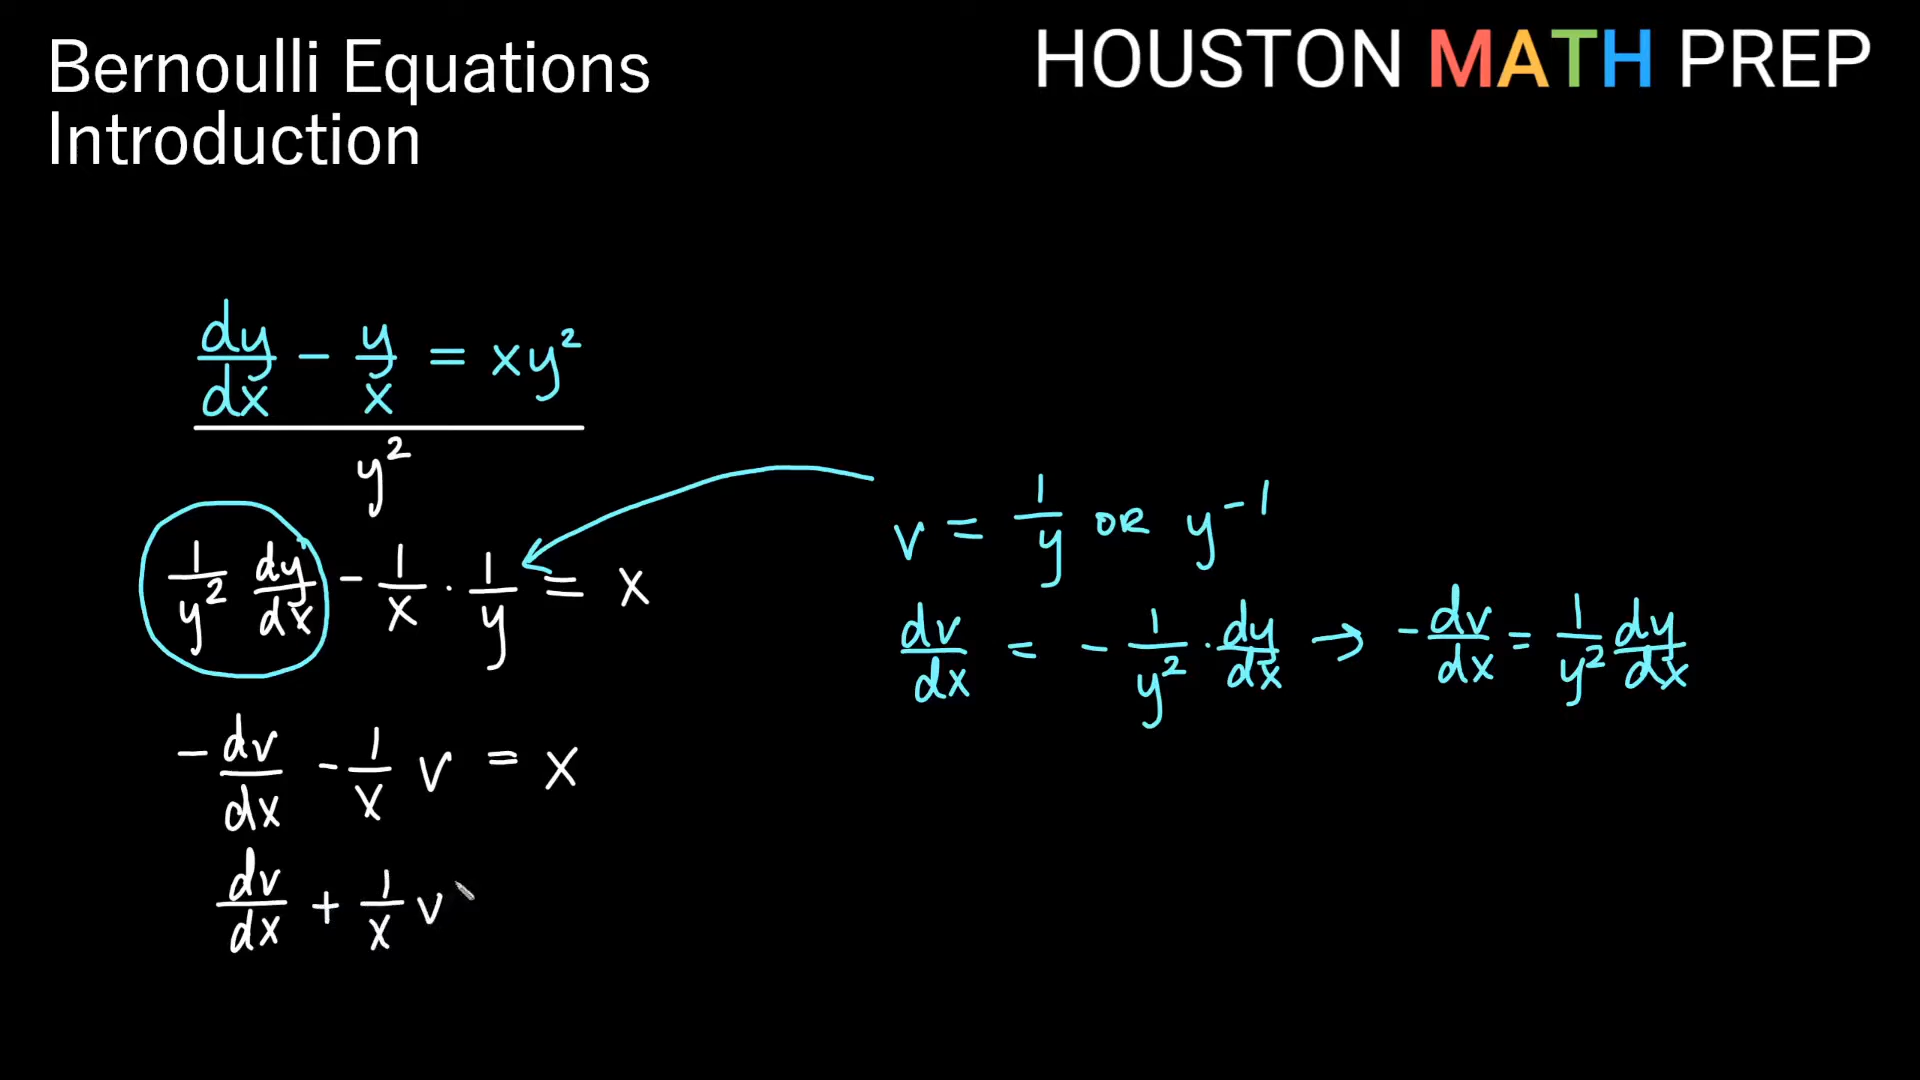 Bernoulli Equations
Introduction
HOUSTON MATH PREP
dy/dx - y/x = xy²
y²
1/y² dy/dx - 1/x · 1/y = x
-dv/dx - 1/x v = x
dv/dx + 1/x v
v = 1/y OR y⁻¹
dv/dx = - 1/y² · dy/dx → -dv/dx = 1/y² dy/dx